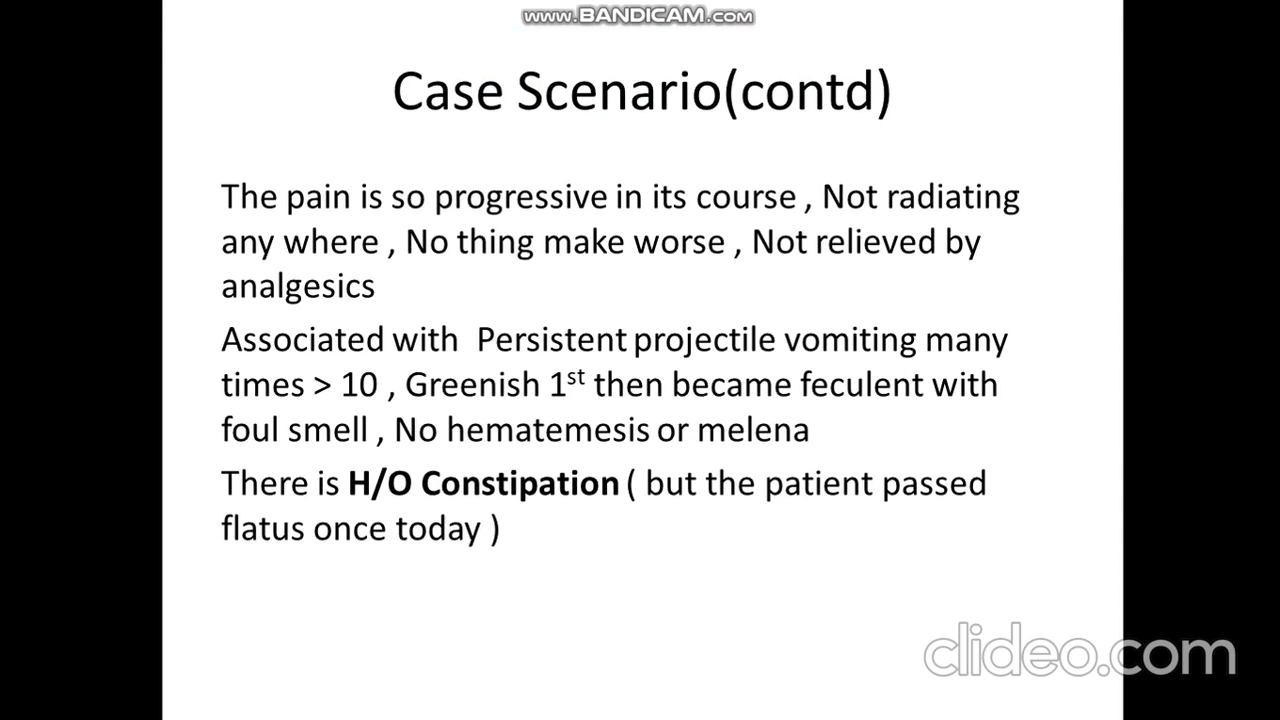 www.BANDICAM.com
Case Scenario(contd)
The pain is so progressive in its course , Not radiating
any where , No thing make worse , Not relieved by
analgesics
Associated with  Persistent projectile vomiting many
times > 10 , Greenish 1st then became feculent with
foul smell , No hematemesis or melena
There is H/O Constipation ( but the patient passed
flatus once today )
clideo.com